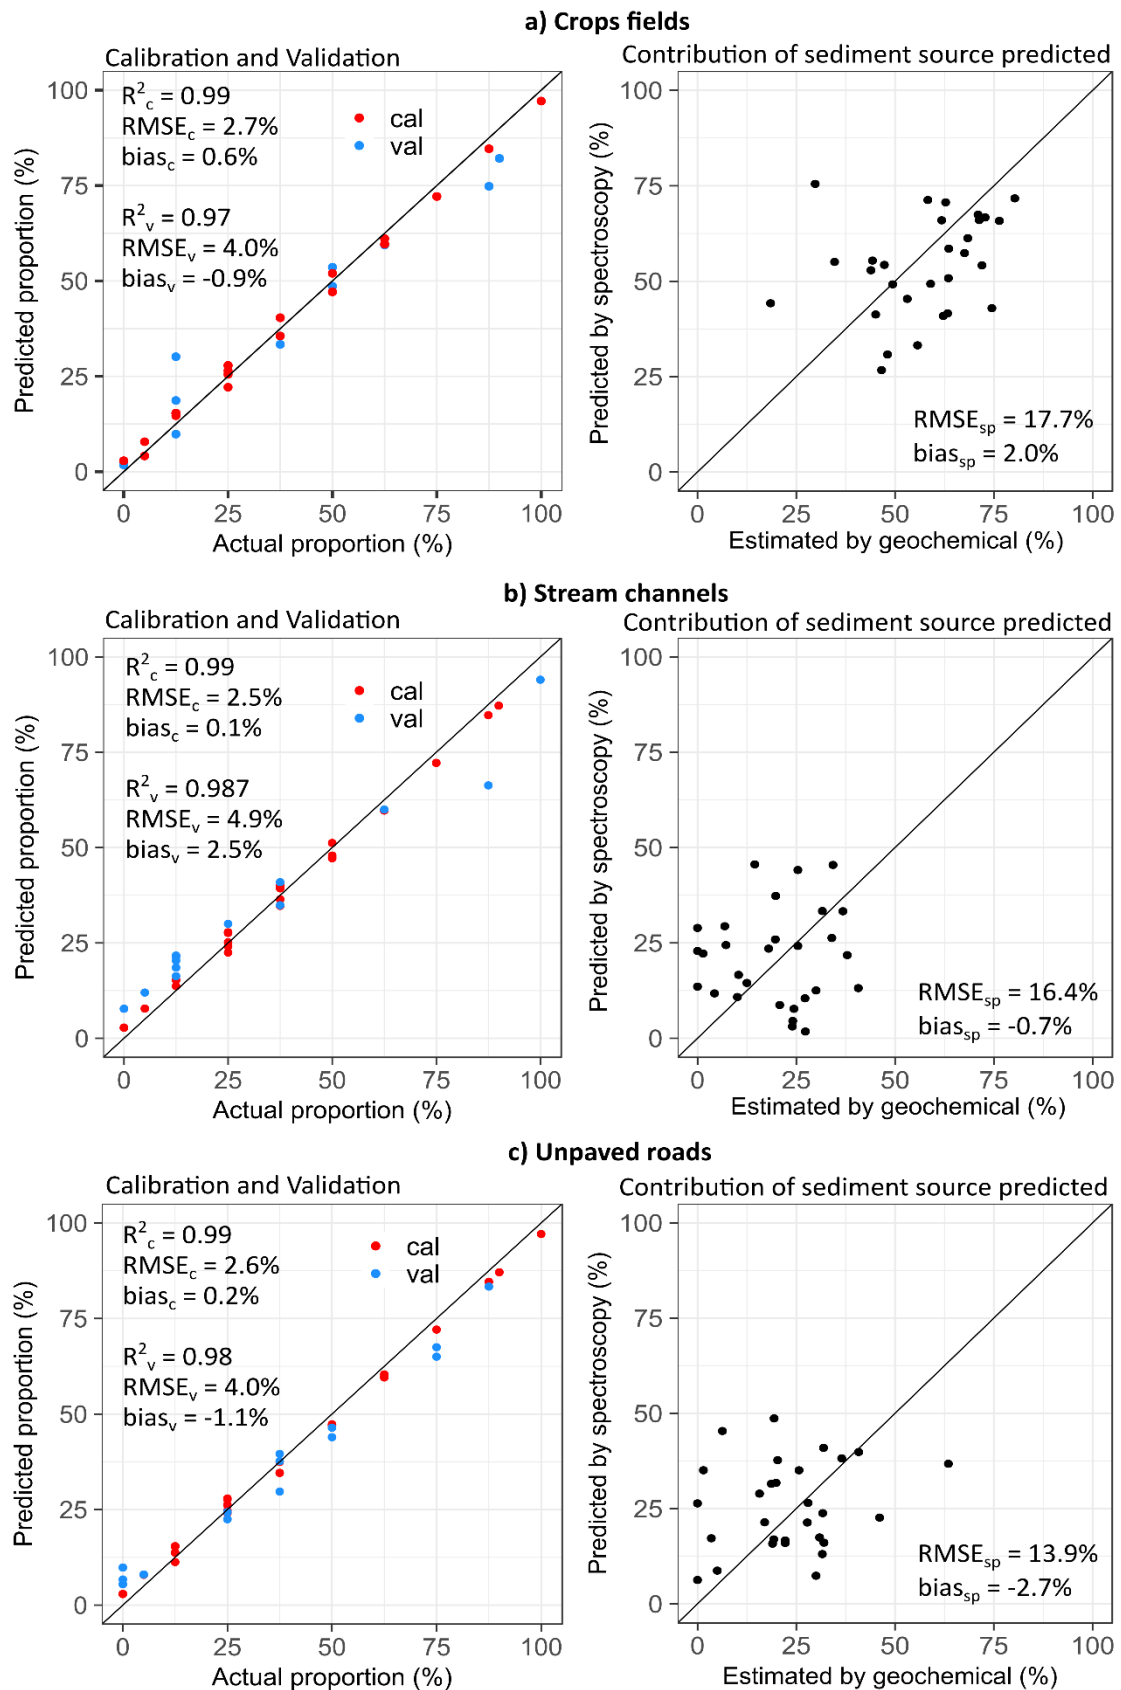 a) Crops fields
Calibration and Validation
R²c = 0.99
RMSEc = 2.7%
biasc = 0.6%
R²v = 0.97
RMSEv = 4.0%
biasv = -0.9%
cal
val
100
75
50
25
0
Predicted proportion (%)
0 25 50 75 100
Actual proportion (%)
Contribution of sediment source predicted
100
75
50
25
0
Predicted by spectroscopy (%)
RMSEsp = 17.7%
biassp = 2.0%
0 25 50 75 100
Estimated by geochemical (%)
b) Stream channels
Calibration and Validation
R²c = 0.99
RMSEc = 2.5%
biasc = 0.1%
R²v = 0.987
RMSEv = 4.9%
biasv = 2.5%
cal
val
100
75
50
25
0
Predicted proportion (%)
0 25 50 75 100
Actual proportion (%)
Contribution of sediment source predicted
100
75
50
25
0
Predicted by spectroscopy (%)
RMSEsp = 16.4%
biassp = -0.7%
0 25 50 75 100
Estimated by geochemical (%)
c) Unpaved roads
Calibration and Validation
R²c = 0.99
RMSEc = 2.6%
biasc = 0.2%
R²v = 0.98
RMSEv = 4.0%
biasv = -1.1%
cal
val
100
75
50
25
0
Predicted proportion (%)
0 25 50 75 100
Actual proportion (%)
Contribution of sediment source predicted
100
75
50
25
0
Predicted by spectroscopy (%)
RMSEsp = 13.9%
biassp = -2.7%
0 25 50 75 100
Estimated by geochemical (%)